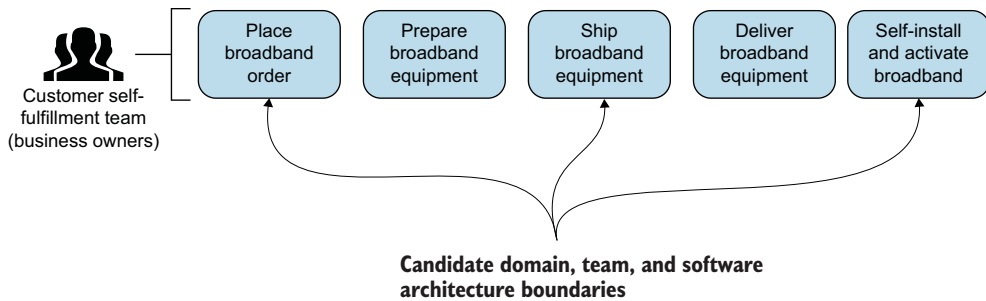 Place
broadband
order
Prepare
broadband
equipment
Ship
broadband
equipment
Deliver
broadband
equipment
Self-install
and activate
broadband
Customer self-
fulfillment team
(business owners)
Candidate domain, team, and software
architecture boundaries